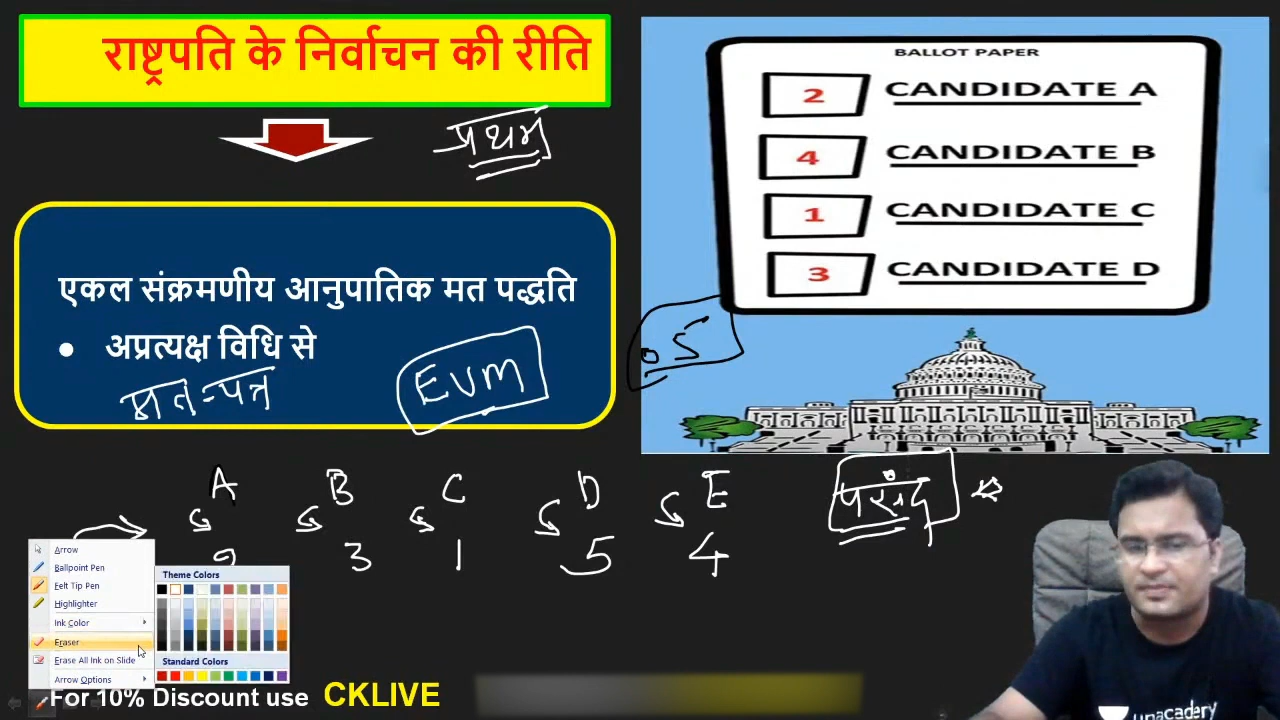 राष्ट्रपति के निर्वाचन की रीति
प्रथम
एकल संक्रमणीय आनुपातिक मत पद्धति
• अप्रत्यक्ष विधि से
मत-पत्र
EVM
BALLOT PAPER
2 CANDIDATE A
4 CANDIDATE B
1 CANDIDATE C
3 CANDIDATE D
05
A B C D E
2 3 1 5 4
पसंद
Arrow
Ballpoint Pen
Felt Tip Pen
Highlighter
Ink Color
Eraser
Erase All Ink on Slide
Arrow Options
Theme Colors
Standard Colors
For 10% Discount use CKLIVE
unacademy